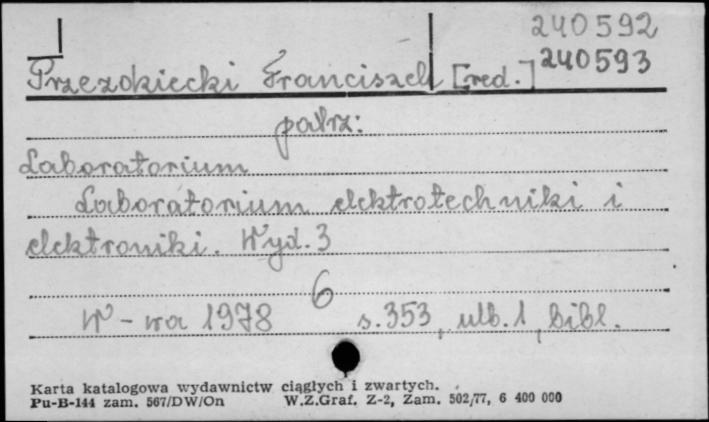 240592
Przezdziecki Franciszek [red.] 240593
patrz:
Laboratorium
Laboratorium elektrotechniki i
elektroniki. Wyd. 3
6
W-wa 1978 s. 353, ulb. 1, bibl.
Karta katalogowa wydawnictw ciągłych i zwartych.
Pu-B-144 zam. 567/DW/On W.Z.Graf. Z-2, Zam. 502/77, 6 400 000